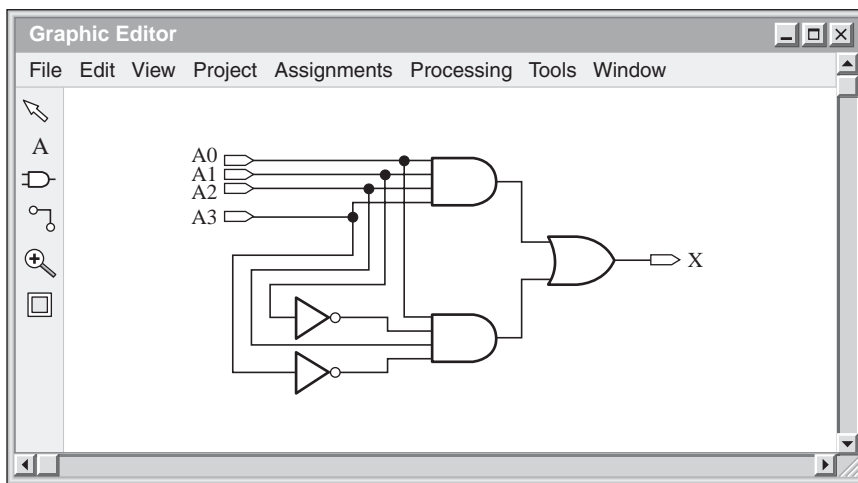 Graphic Editor
File Edit View Project Assignments Processing Tools Window
A
A0
A1
A2
A3
X